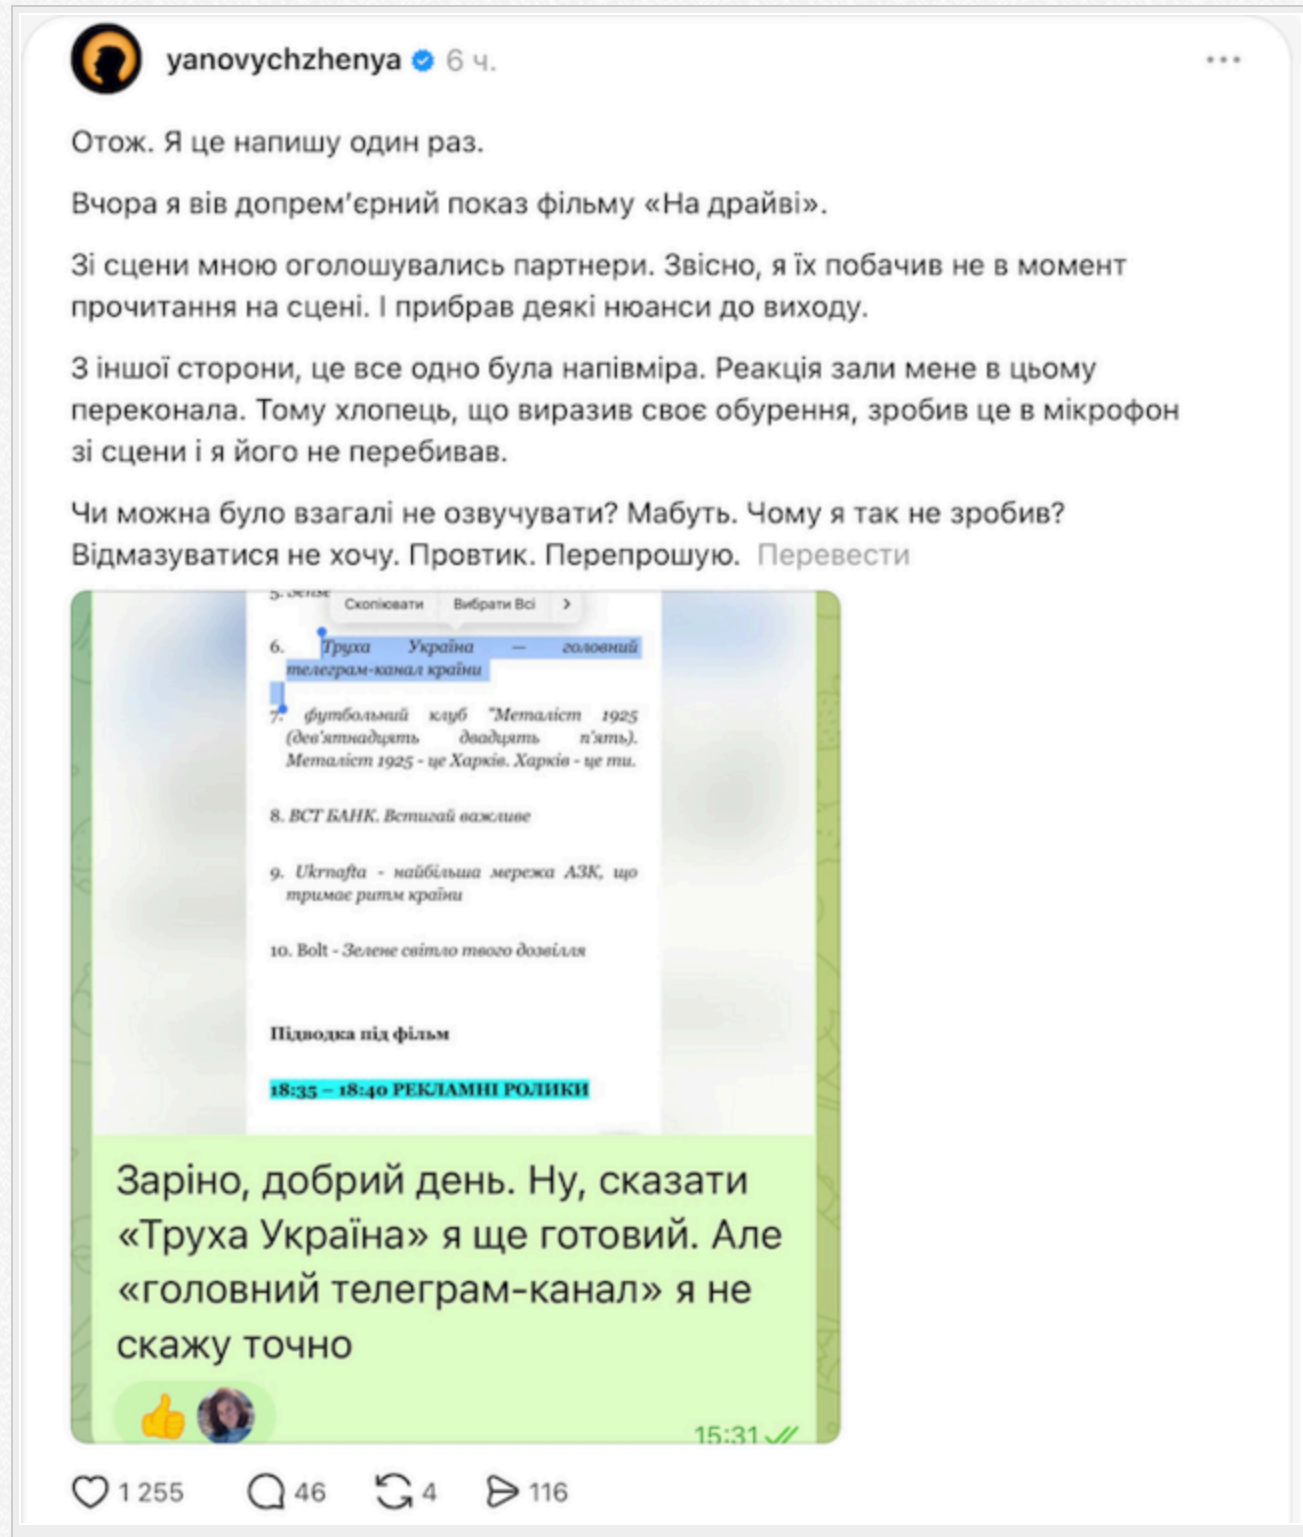 yanovychzhenya 6 ч.
Отож. Я це напишу один раз.
Вчора я вів допрем’єрний показ фільму «На драйві».
Зі сцени мною оголошувались партнери. Звісно, я їх побачив не в момент
прочитання на сцені. І прибрав деякі нюанси до виходу.
З іншої сторони, це все одно була напівміра. Реакція зали мене в цьому
переконала. Тому хлопець, що виразив своє обурення, зробив це в мікрофон
зі сцени і я його не перебивав.
Чи можна було взагалі не озвучувати? Мабуть. Чому я так не зробив?
Відмазуватися не хочу. Провтик. Перепрошую. Перевести
5. Sense
Скопіювати Вибрати Всі
6. Труха Україна — головний
телеграм-канал країни
7. футбольний клуб "Металіст 1925
(дев'ятнадцять двадцять п'ять).
Металіст 1925 - це Харків. Харків - це ти.
8. ВСТ БАНК. Встигай важливе
9. Ukrnafta - найбільша мережа АЗК, що
тримає ритм країни
10. Bolt - Зелене світло твого дозвілля
Підводка під фільм
18:35 – 18:40 РЕКЛАМНІ РОЛИКИ
Заріно, добрий день. Ну, сказати
«Труха Україна» я ще готовий. Але
«головний телеграм-канал» я не
скажу точно
15:31
1 255 46 4 116